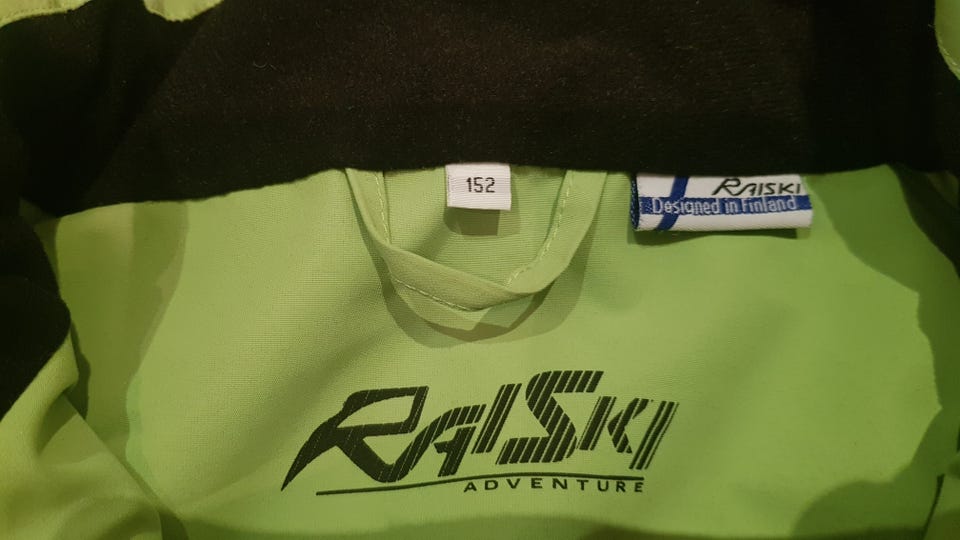 152
RAISKI
Designed in Finland
RAISKI
ADVENTURE